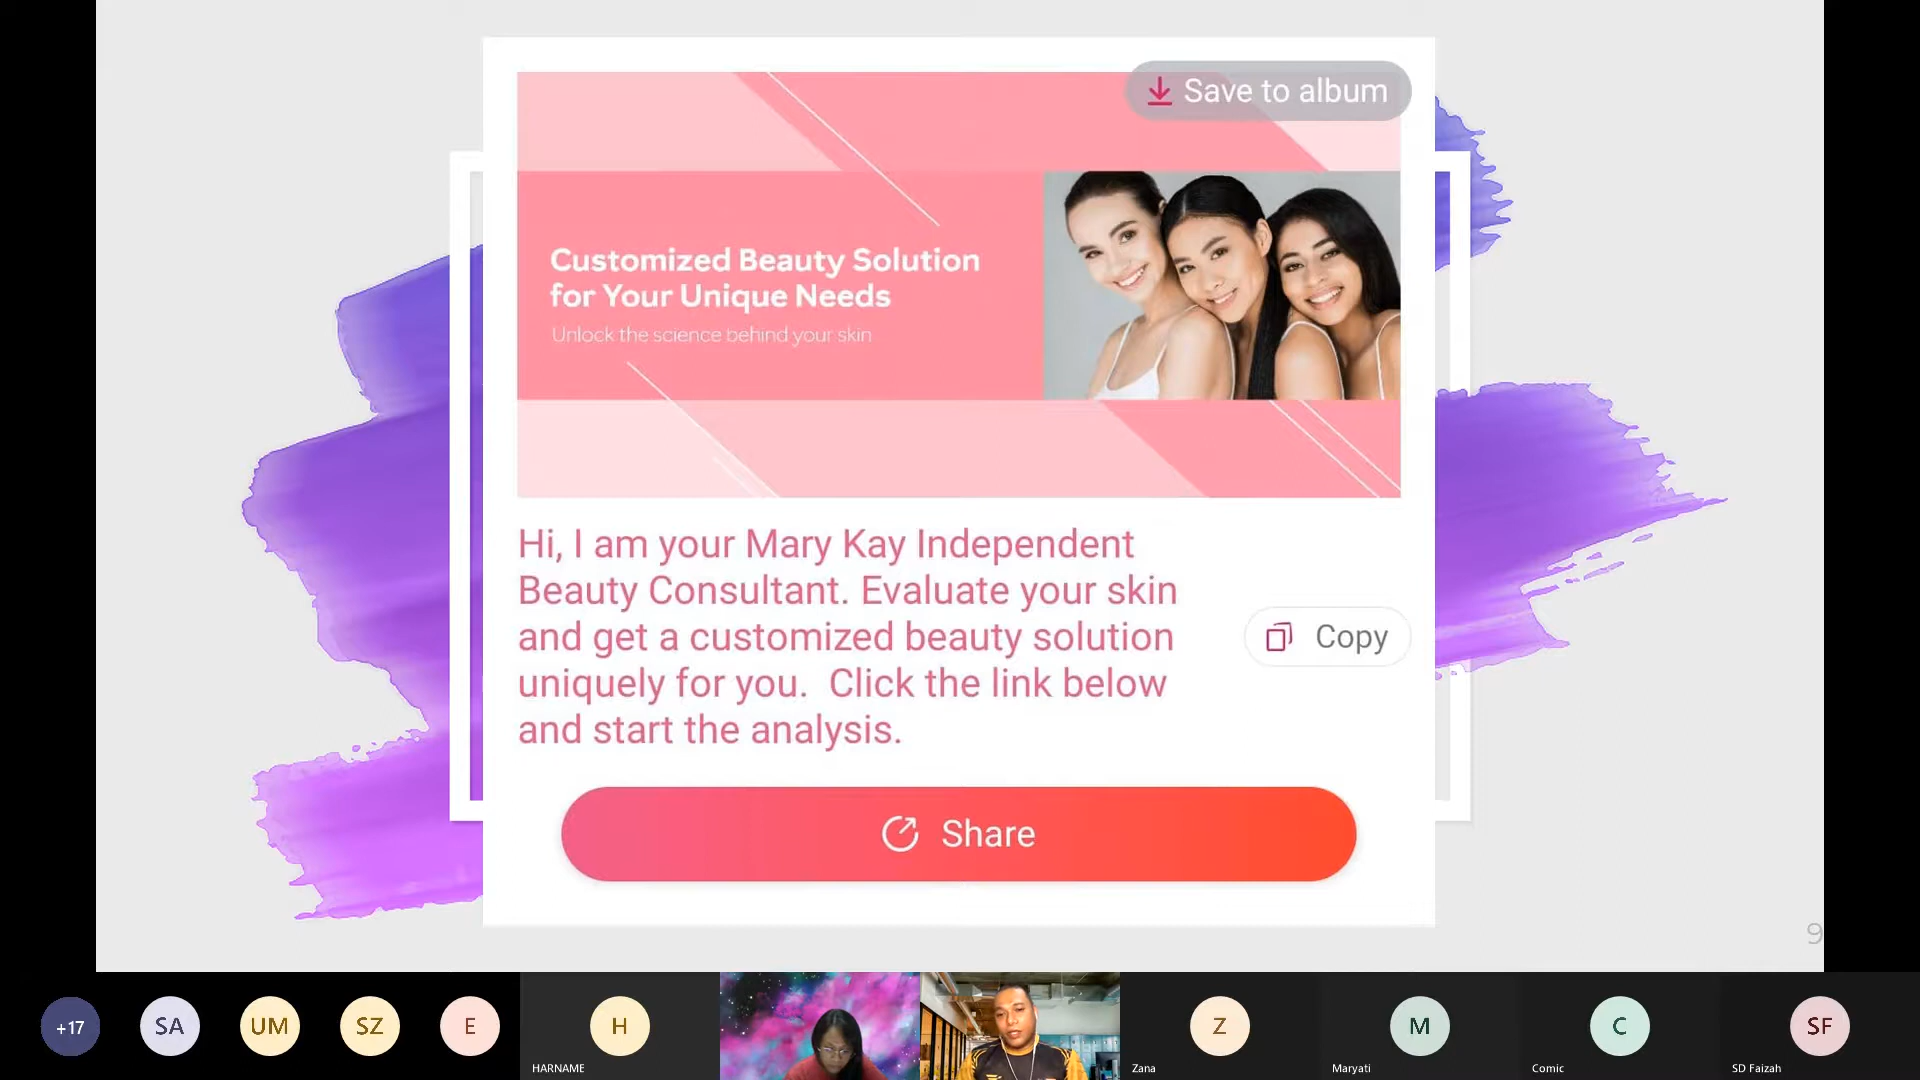 Save to album
Customized Beauty Solution
for Your Unique Needs
Unlock the science behind your skin
Hi, I am your Mary Kay Independent
Beauty Consultant. Evaluate your skin
and get a customized beauty solution
uniquely for you.  Click the link below
and start the analysis.
Copy
Share
9
+17
SA
UM
SZ
E
H
HARNAME
Z
Zana
M
Maryati
C
Comic
SF
SD Faizah